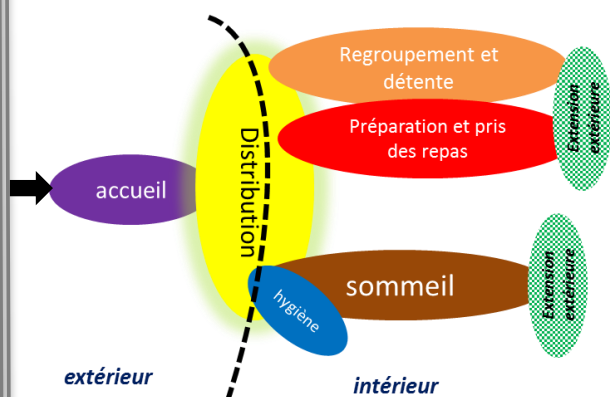 Regroupement et
détente
Extension
extérieure
Préparation et pris
des repas
Distribution
accueil
sommeil
Extension
extérieure
hygiène
extérieur
intérieur